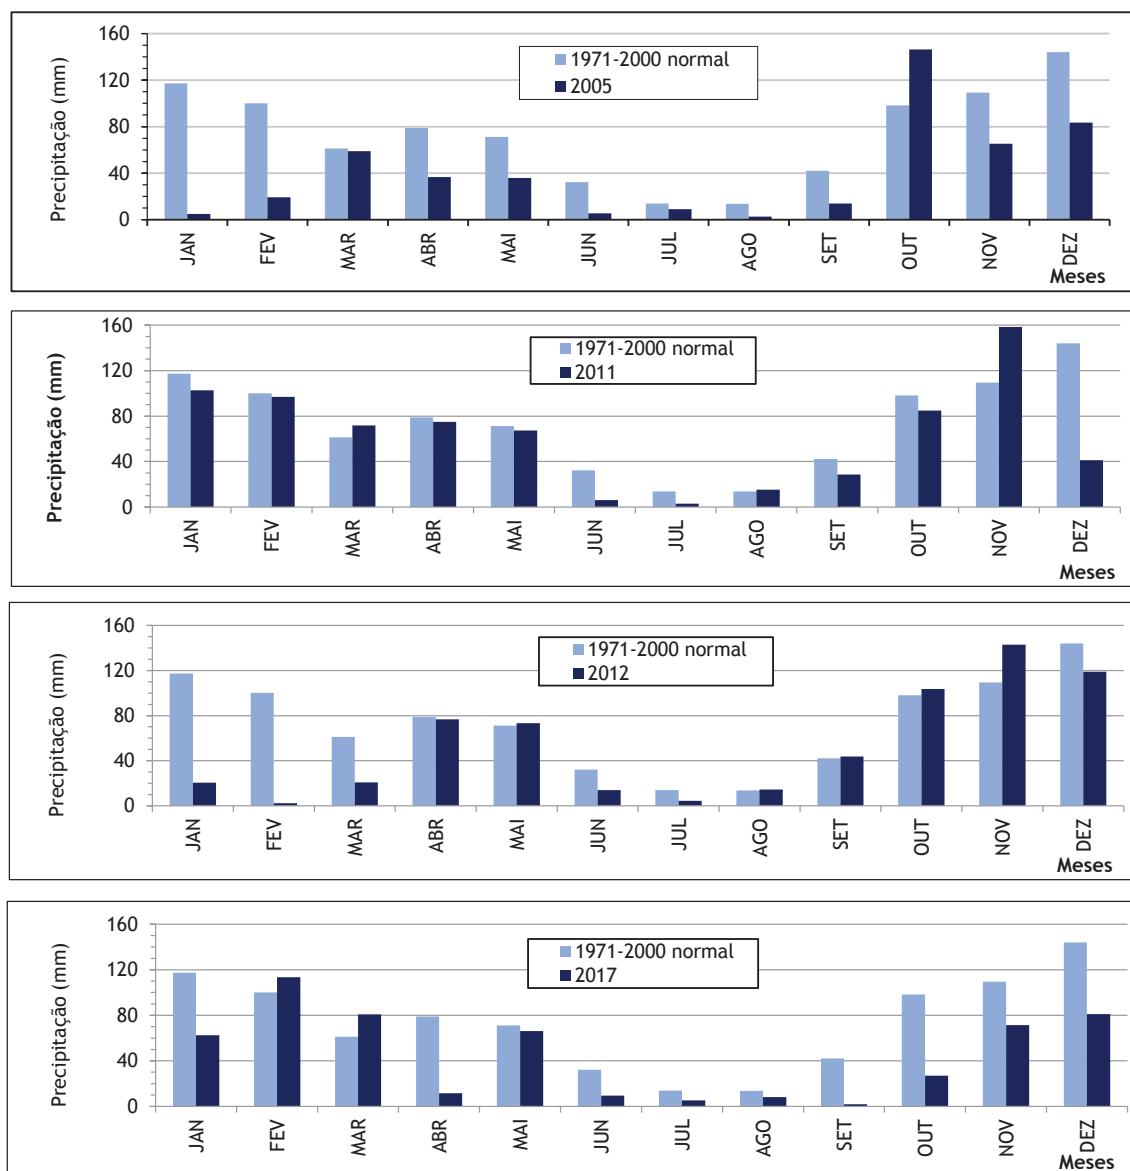 Precipitação (mm)
160
120
80
40
0
1971-2000 normal
2005
JAN
FEV
MAR
ABR
MAI
JUN
JUL
AGO
SET
OUT
NOV
DEZ
Meses
Precipitação (mm)
160
120
80
40
0
1971-2000 normal
2011
JAN
FEV
MAR
ABR
MAI
JUN
JUL
AGO
SET
OUT
NOV
DEZ
Meses
Precipitação (mm)
160
120
80
40
0
1971-2000 normal
2012
JAN
FEV
MAR
ABR
MAI
JUN
JUL
AGO
SET
OUT
NOV
DEZ
Meses
Precipitação (mm)
160
120
80
40
0
1971-2000 normal
2017
JAN
FEV
MAR
ABR
MAI
JUN
JUL
AGO
SET
OUT
NOV
DEZ
Meses